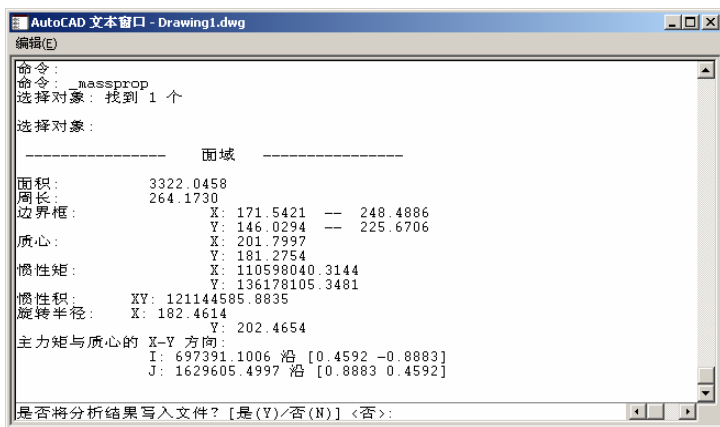 AutoCAD 文本窗口 - Drawing1.dwg
编辑(E)
命令:
命令: _massprop
选择对象: 找到 1 个
选择对象:
---------------- 面域 ----------------
面积: 3322.0458
周长: 264.1730
边界框: X: 171.5421 -- 248.4886
Y: 146.0294 -- 225.6706
质心: X: 201.7997
Y: 181.2754
惯性矩: X: 110598040.3144
Y: 136178105.3481
惯性积: XY: 121144585.8835
旋转半径: X: 182.4614
Y: 202.4654
主力矩与质心的 X-Y 方向:
I: 697391.1006 沿 [0.4592 -0.8883]
J: 1629605.4997 沿 [0.8883 0.4592]
是否将分析结果写入文件? [是(Y)/否(N)] <否>: